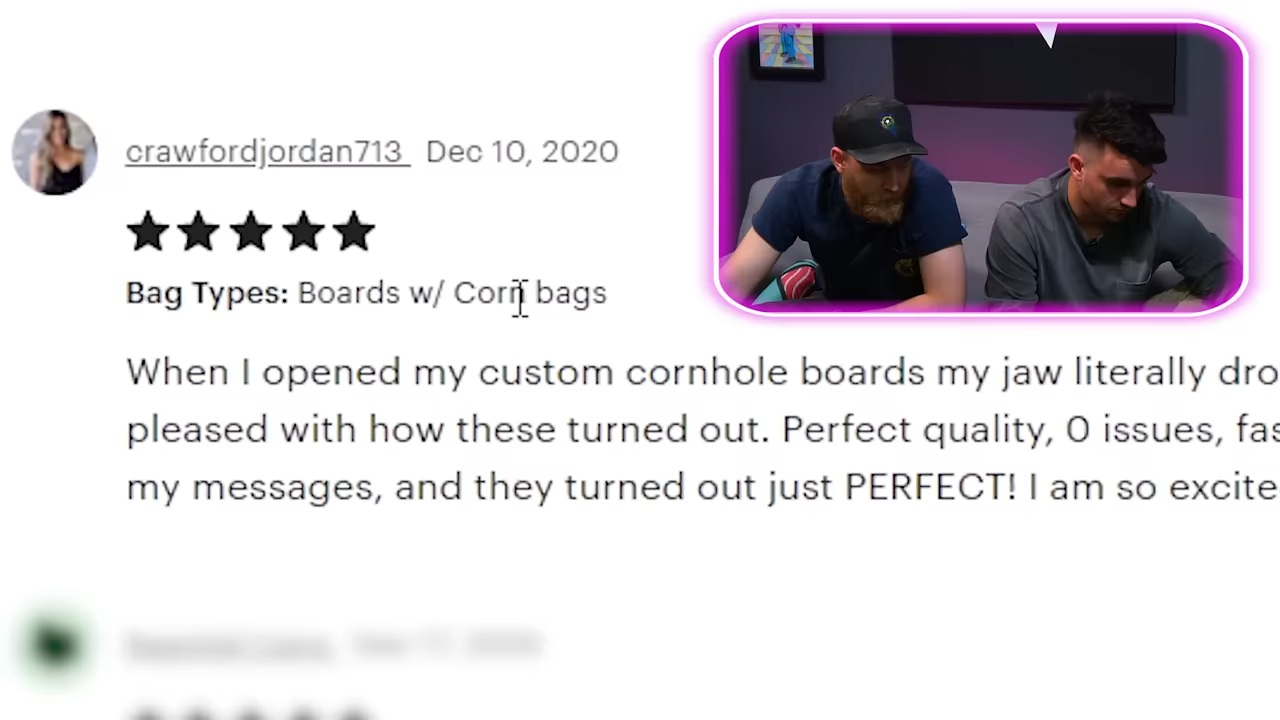 crawfordjordan713 Dec 10, 2020
Bag Types: Boards w/ Corn bags
When I opened my custom cornhole boards my jaw literally dro
pleased with how these turned out. Perfect quality, 0 issues, fas
my messages, and they turned out just PERFECT! I am so excite